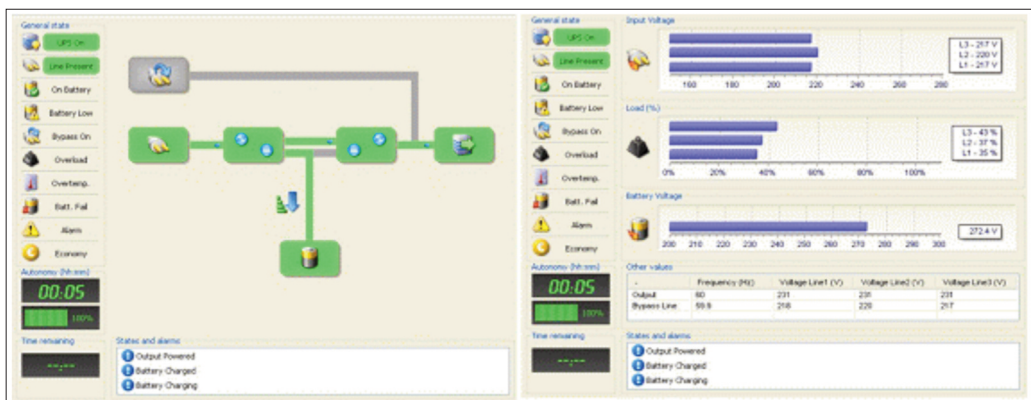 General state
UPS On
Line Present
On Battery
Battery Low
Bypass On
Overload
Overtemp.
Batt. Fail
Alarm
Economy
Autonomy (hh:mm)
00:05
100%
Time remaining
--:--
States and alarms
Output Powered
Battery Charged
Battery Charging
General state
UPS On
Line Present
On Battery
Battery Low
Bypass On
Overload
Overtemp.
Batt. Fail
Alarm
Economy
Autonomy (hh:mm)
00:05
100%
Time remaining
--:--
Input Voltage
L3 - 217 V
L2 - 220 V
L1 - 217 V
160 180 200 220 240 260 280
Load (%)
L3 - 43 %
L2 - 37 %
L1 - 35 %
0% 20% 40% 60% 80% 100%
Battery Voltage
272.4 V
200 210 220 230 240 250 260 270 280 290 300
Other values
- Frequency (Hz) Voltage Line1 (V) Voltage Line2 (V) Voltage Line3 (V)
Output 60 231 231 231
Bypass Line 59.9 218 220 217
States and alarms
Output Powered
Battery Charged
Battery Charging